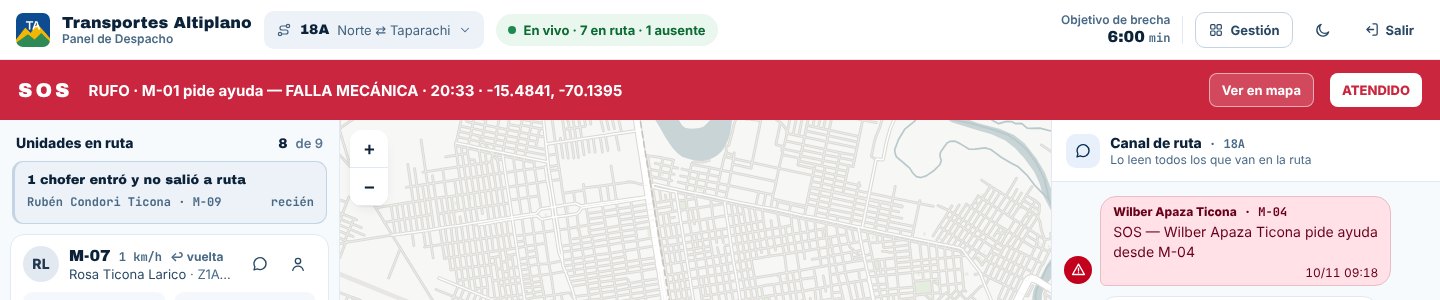 TA
Transportes Altiplano
Panel de Despacho
18A Norte ⇄ Taparachi
En vivo · 7 en ruta · 1 ausente
Objetivo de brecha
6:00 min
Gestión
Salir
SOS RUFO · M-01 pide ayuda — FALLA MECÁNICA · 20:33 · -15.4841, -70.1395
Ver en mapa
ATENDIDO
Unidades en ruta 8 de 9
1 chofer entró y no salió a ruta
Rubén Condori Ticona · M-09 recién
RL
M-07 1 km/h ↩ vuelta
Rosa Ticona Larico · Z1A...
+
−
Canal de ruta · 18A
Lo leen todos los que van en la ruta
Wilber Apaza Ticona · M-04
SOS — Wilber Apaza Ticona pide ayuda
desde M-04
10/11 09:18